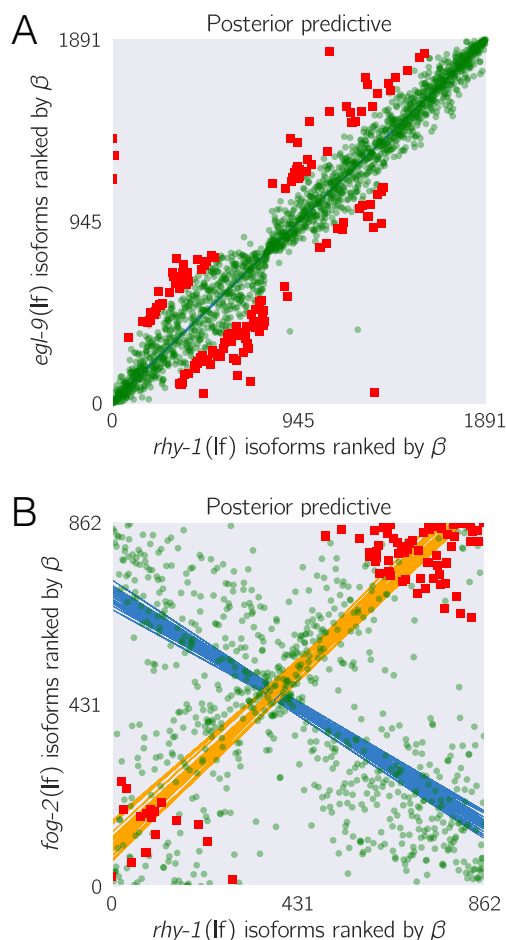 A
Posterior predictive
1891
945
0
egl-9(lf) isoforms ranked by β
0 945 1891
rhy-1(lf) isoforms ranked by β
B
Posterior predictive
862
431
0
fog-2(lf) isoforms ranked by β
0 431 862
rhy-1(lf) isoforms ranked by β